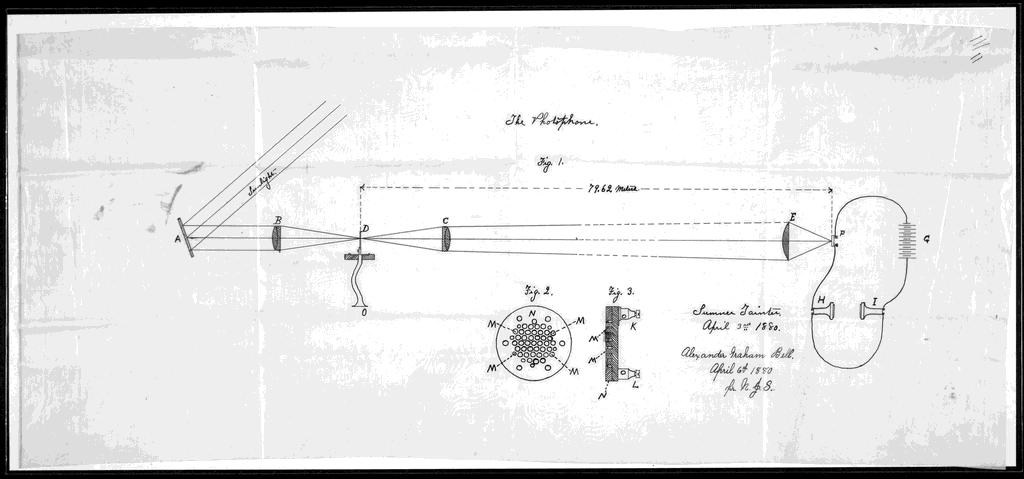 The Photophone.
Fig. 1.
Sunlight
79.62 Metres
A
B
D
C
E
F
G
O
H
I
Fig. 2.
Fig. 3.
N
M
M
M
M
K
M
M
L
N
Sumner Tainter,
April 3rd 1880.
Alexander Graham Bell.
April 6th 1880